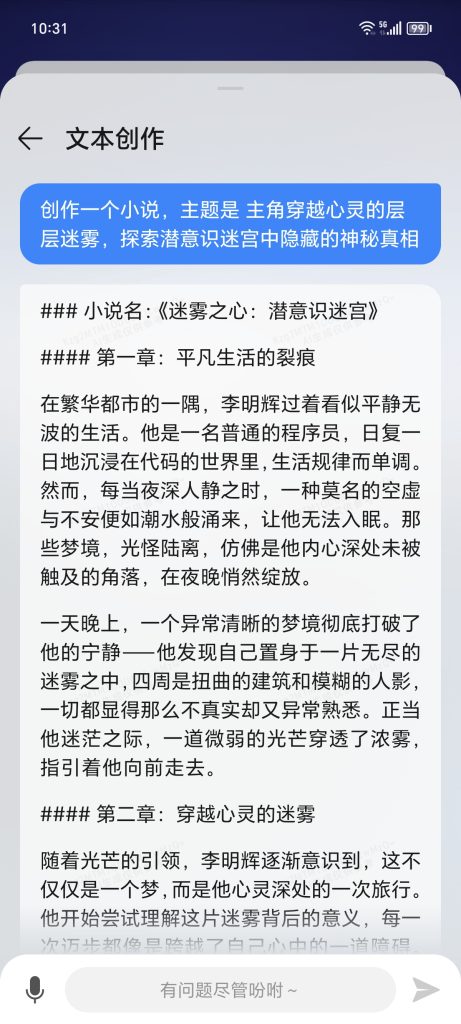 10:31
5G
99
文本创作
创作一个小说，主题是 主角穿越心灵的层
层迷雾，探索潜意识迷宫中隐藏的神秘真相
### 小说名：《迷雾之心：潜意识迷宫》
#### 第一章：平凡生活的裂痕
在繁华都市的一隅，李明辉过着看似平静无
波的生活。他是一名普通的程序员，日复一
日地沉浸在代码的世界里，生活规律而单调。
然而，每当夜深人静之时，一种莫名的空虚
与不安便如潮水般涌来，让他无法入眠。那
些梦境，光怪陆离，仿佛是他内心深处未被
触及的角落，在夜晚悄然绽放。
一天晚上，一个异常清晰的梦境彻底打破了
他的宁静——他发现自己置身于一片无尽的
迷雾之中，四周是扭曲的建筑和模糊的人影，
一切都显得那么不真实却又异常熟悉。正当
他迷茫之际，一道微弱的光芒穿透了浓雾，
指引着他向前走去。
#### 第二章：穿越心灵的迷雾
随着光芒的引领，李明辉逐渐意识到，这不
仅仅是一个梦，而是他心灵深处的一次旅行。
他开始尝试理解这片迷雾背后的意义，每一
次迈步都像是跨越了自己心中的一道障碍。
有问题尽管吩咐～